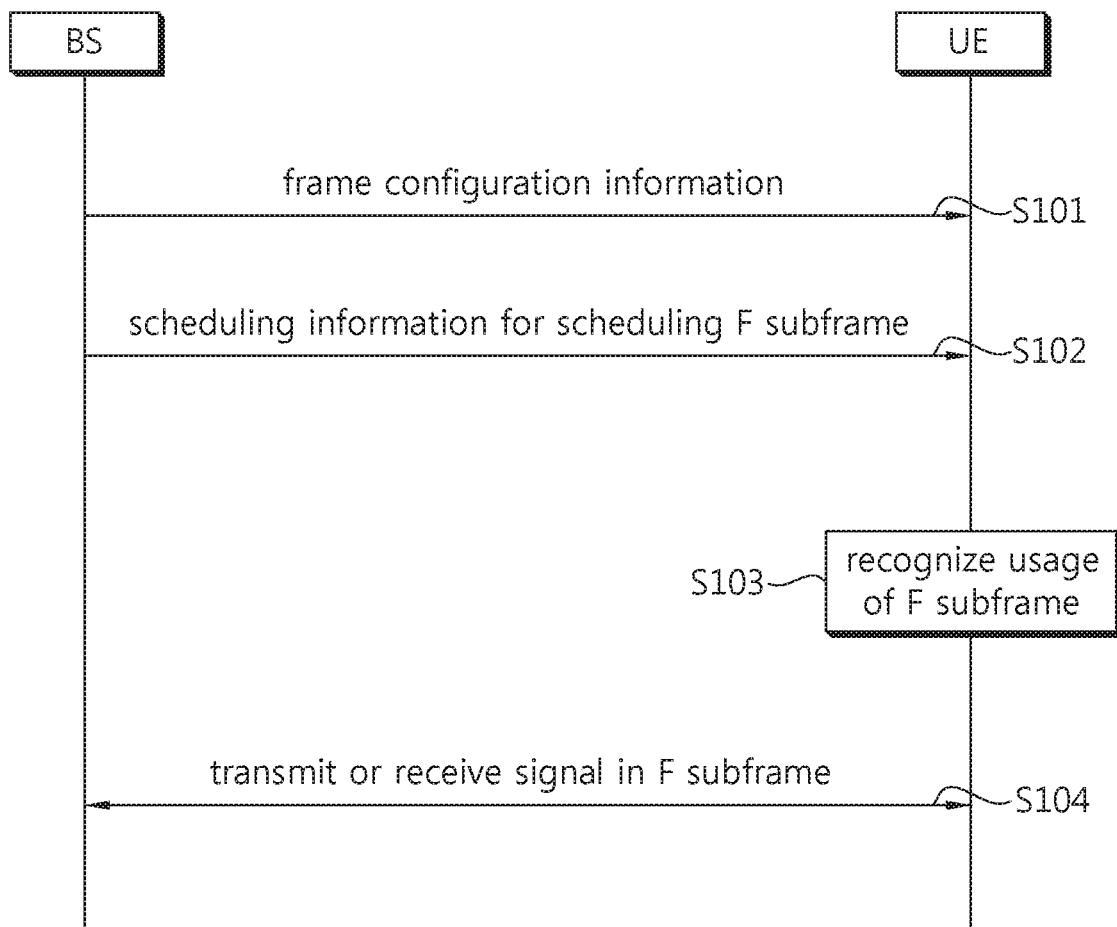 BS
UE
frame configuration information
S101
scheduling information for scheduling F subframe
S102
S103
recognize usage
of F subframe
transmit or receive signal in F subframe
S104